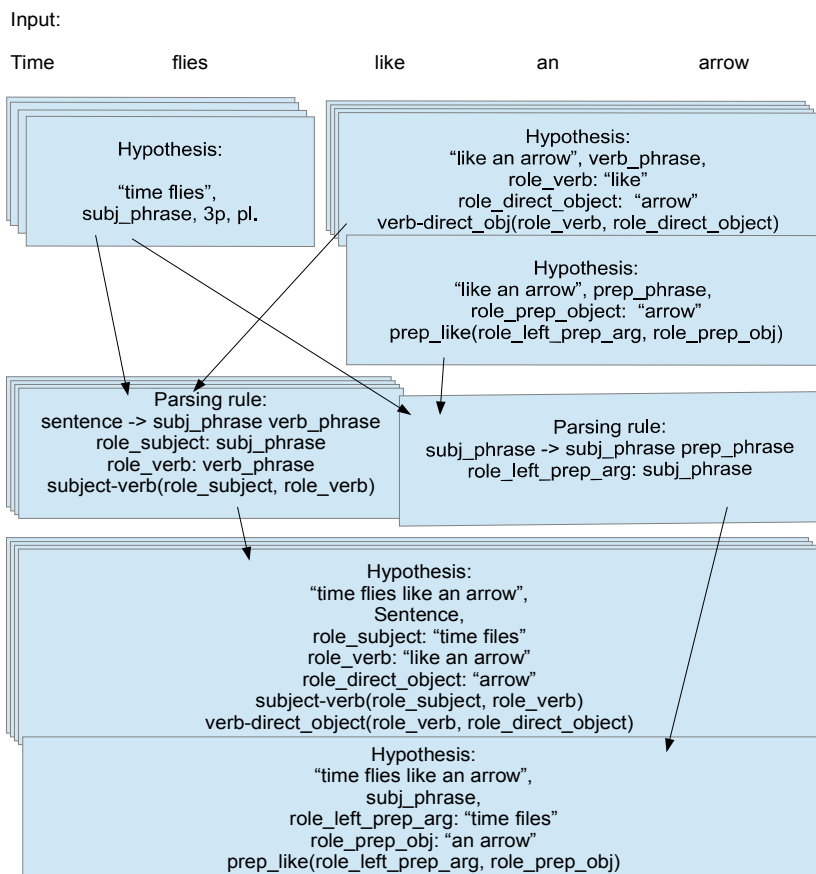 Input:
Time flies like an arrow
Hypothesis:
“time flies”,
subj_phrase, 3p, pl.
Hypothesis:
“like an arrow”, verb_phrase,
role_verb: “like”
role_direct_object: “arrow”
verb-direct_obj(role_verb, role_direct_object)
Hypothesis:
“like an arrow”, prep_phrase,
role_prep_object: “arrow”
prep_like(role_left_prep_arg, role_prep_obj)
Parsing rule:
sentence -> subj_phrase verb_phrase
role_subject: subj_phrase
role_verb: verb_phrase
subject-verb(role_subject, role_verb)
Parsing rule:
subj_phrase -> subj_phrase prep_phrase
role_left_prep_arg: subj_phrase
Hypothesis:
“time flies like an arrow”,
Sentence,
role_subject: “time files”
role_verb: “like an arrow”
role_direct_object: “arrow”
subject-verb(role_subject, role_verb)
verb-direct_object(role_verb, role_direct_object)
Hypothesis:
“time flies like an arrow”,
subj_phrase,
role_left_prep_arg: “time files”
role_prep_obj: “an arrow”
prep_like(role_left_prep_arg, role_prep_obj)